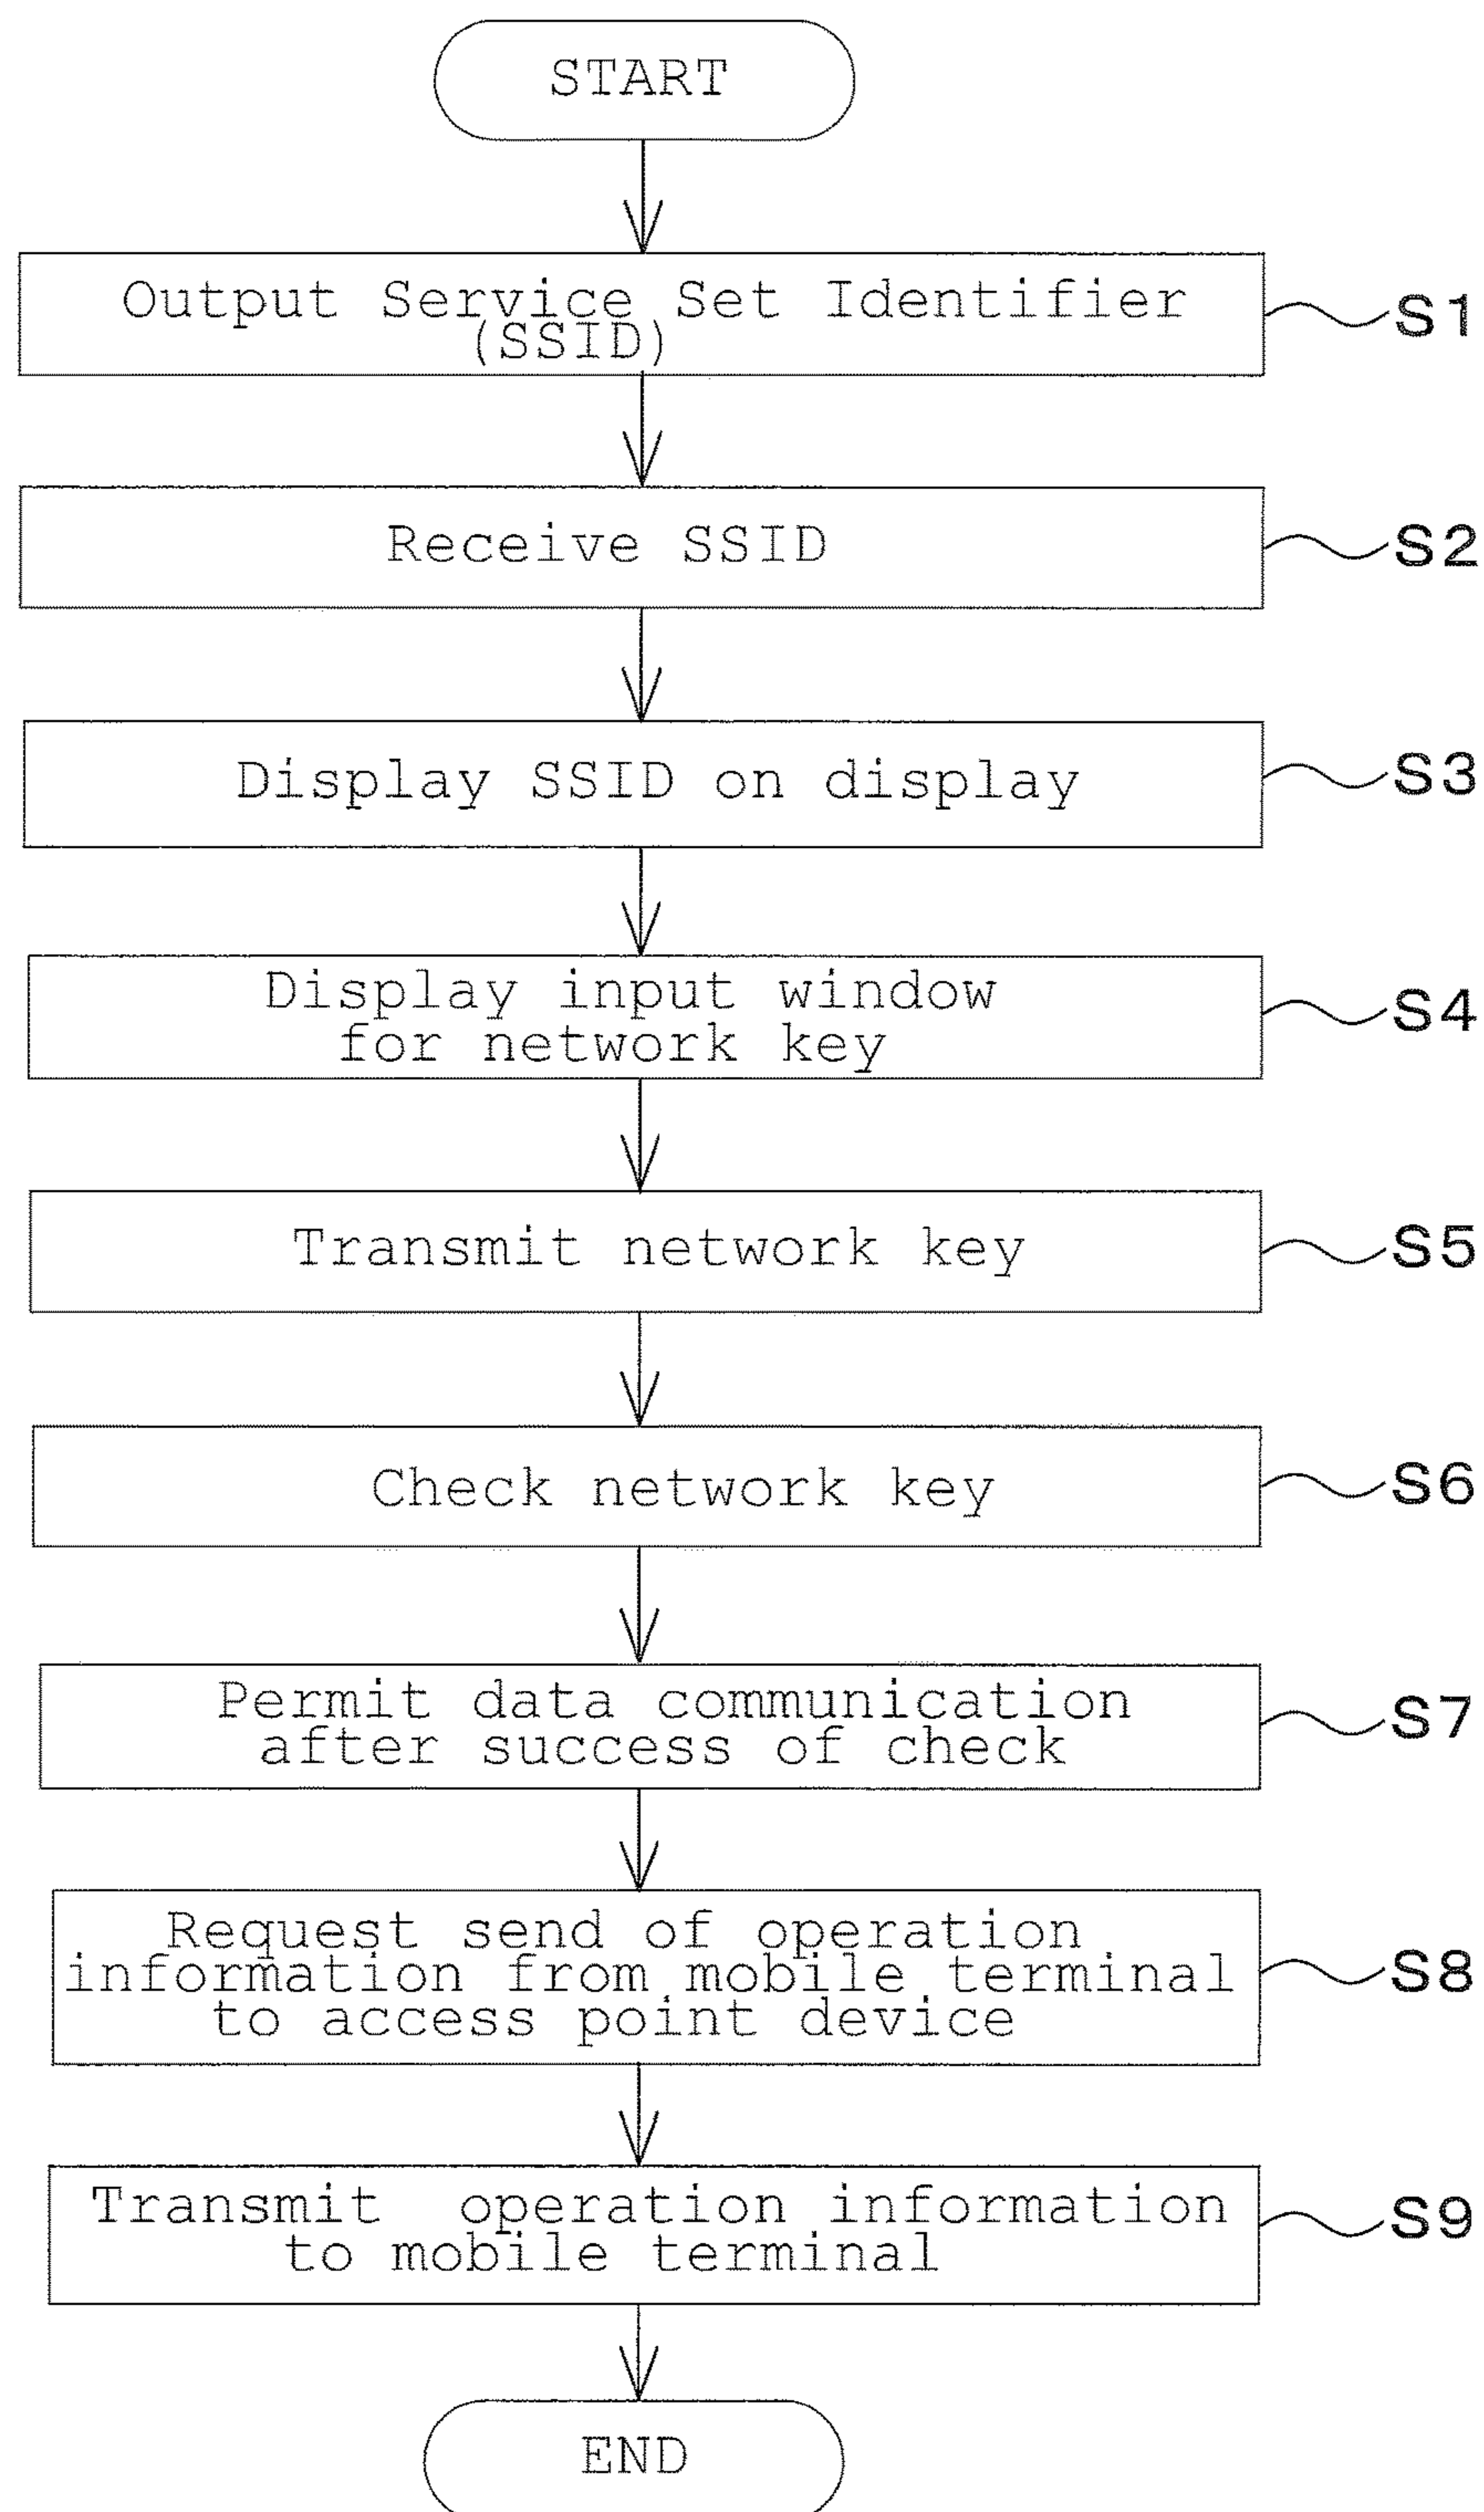 START
Output Service Set Identifier
(SSID)
S1
Receive SSID
S2
Display SSID on display
S3
Display input window
for network key
S4
Transmit network key
S5
Check network key
S6
Permit data communication
after success of check
S7
Request send of operation
information from mobile terminal
to access point device
S8
Transmit operation information
to mobile terminal
S9
END